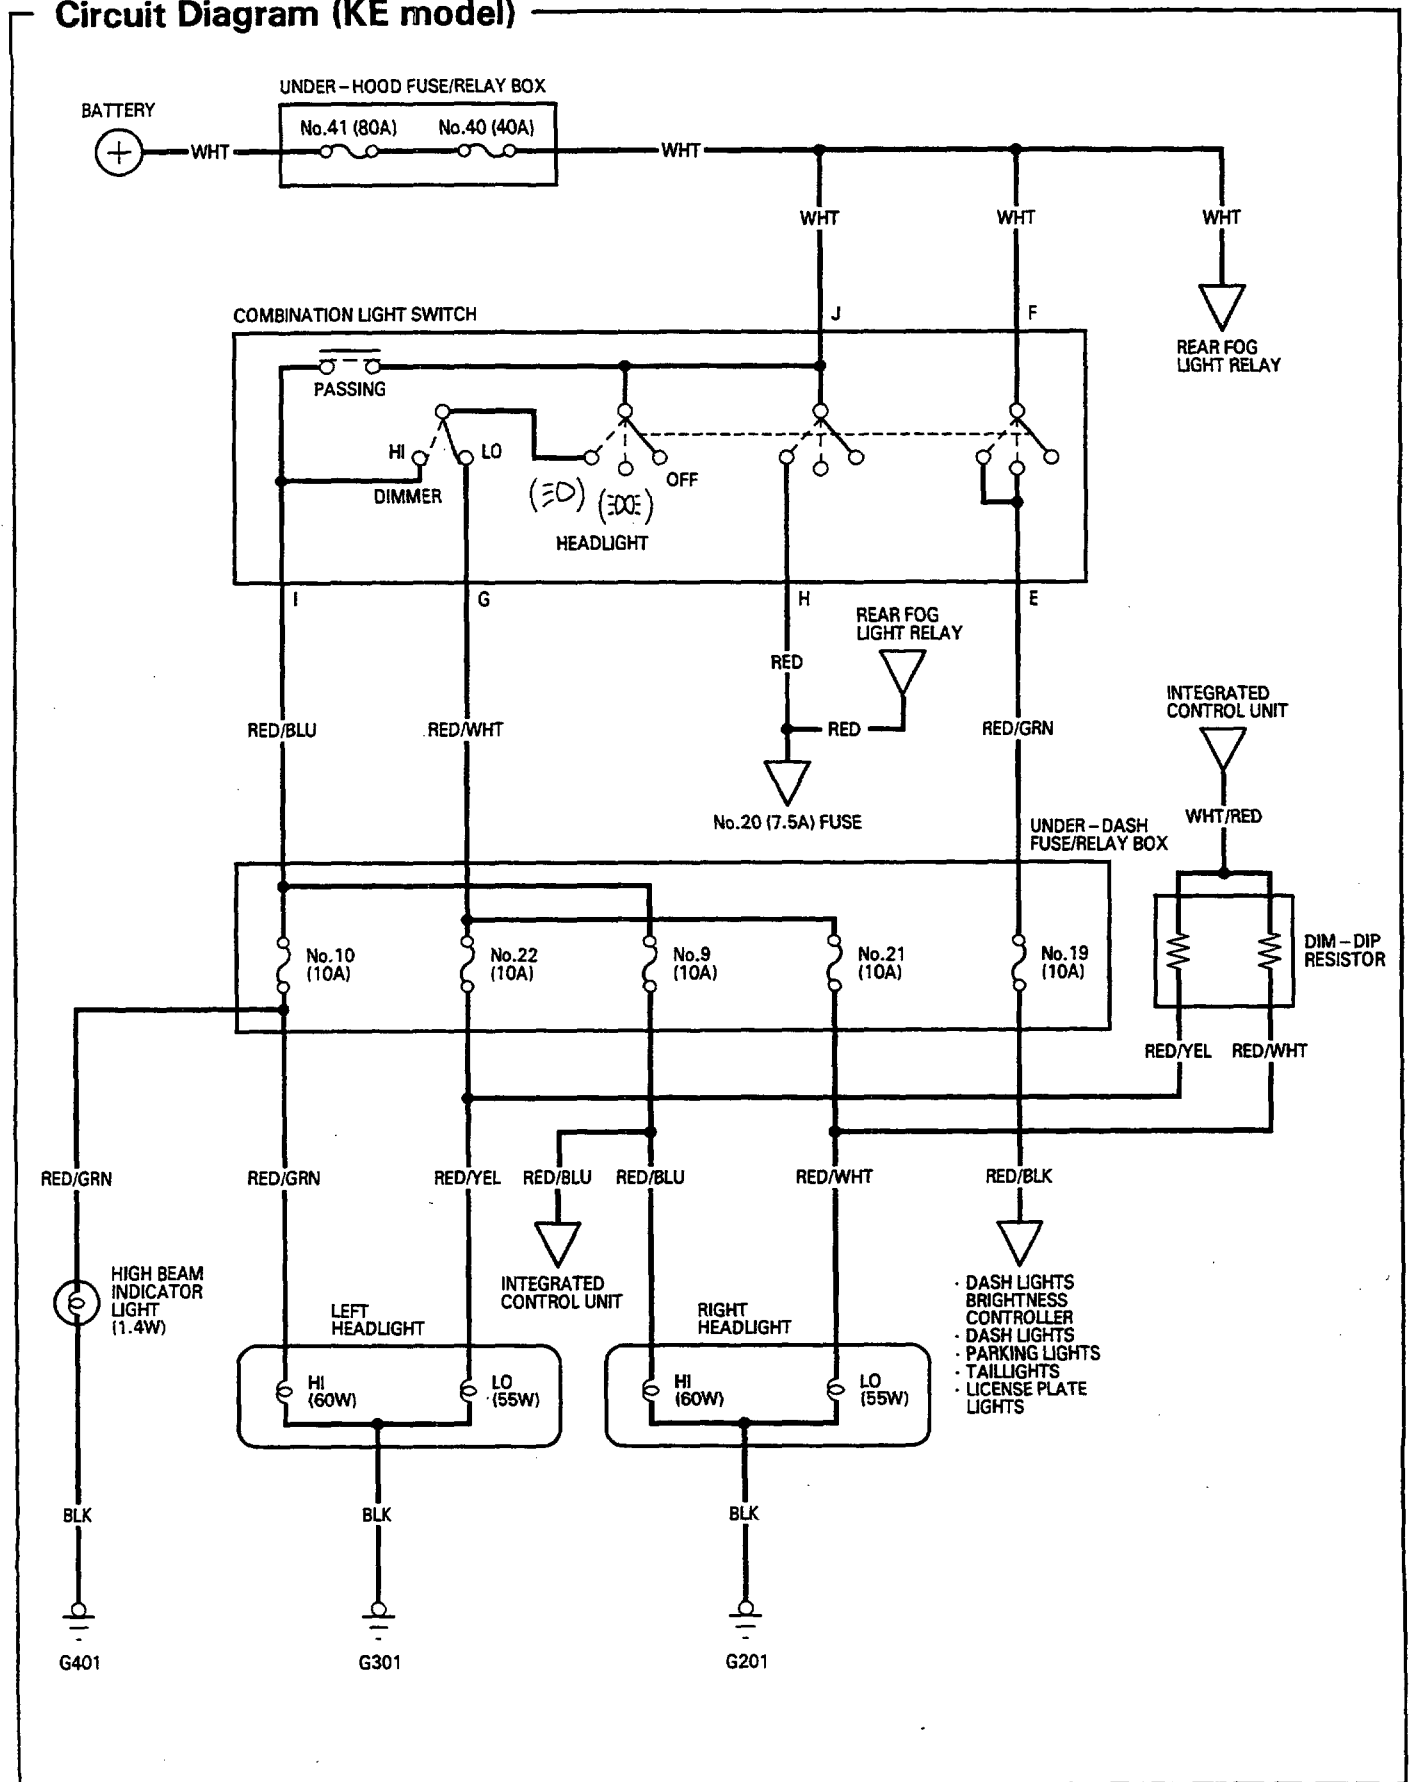 Circuit Diagram (KE model)
UNDER-HOOD FUSE/RELAY BOX
BATTERY
No.41 (80A)
No.40 (40A)
+
WHT
WHT
WHT
WHT
WHT
COMBINATION LIGHT SWITCH
J
F
REAR FOG
LIGHT RELAY
PASSING
HI
LO
OFF
DIMMER
HEADLIGHT
I
G
H
E
REAR FOG
LIGHT RELAY
RED
INTEGRATED
CONTROL UNIT
RED/BLU
RED/WHT
RED
RED/GRN
No.20 (7.5A) FUSE
WHT/RED
UNDER-DASH
FUSE/RELAY BOX
No.10
(10A)
No.22
(10A)
No.9
(10A)
No.21
(10A)
No.19
(10A)
DIM-DIP
RESISTOR
RED/YEL
RED/WHT
RED/GRN
RED/GRN
RED/YEL
RED/BLU
RED/BLU
RED/WHT
RED/BLK
HIGH BEAM
INDICATOR
LIGHT
(1.4W)
INTEGRATED
CONTROL UNIT
LEFT
HEADLIGHT
RIGHT
HEADLIGHT
· DASH LIGHTS
BRIGHTNESS
CONTROLLER
· DASH LIGHTS
· PARKING LIGHTS
· TAILLIGHTS
· LICENSE PLATE
LIGHTS
HI
(60W)
LO
(55W)
HI
(60W)
LO
(55W)
BLK
BLK
BLK
G401
G301
G201